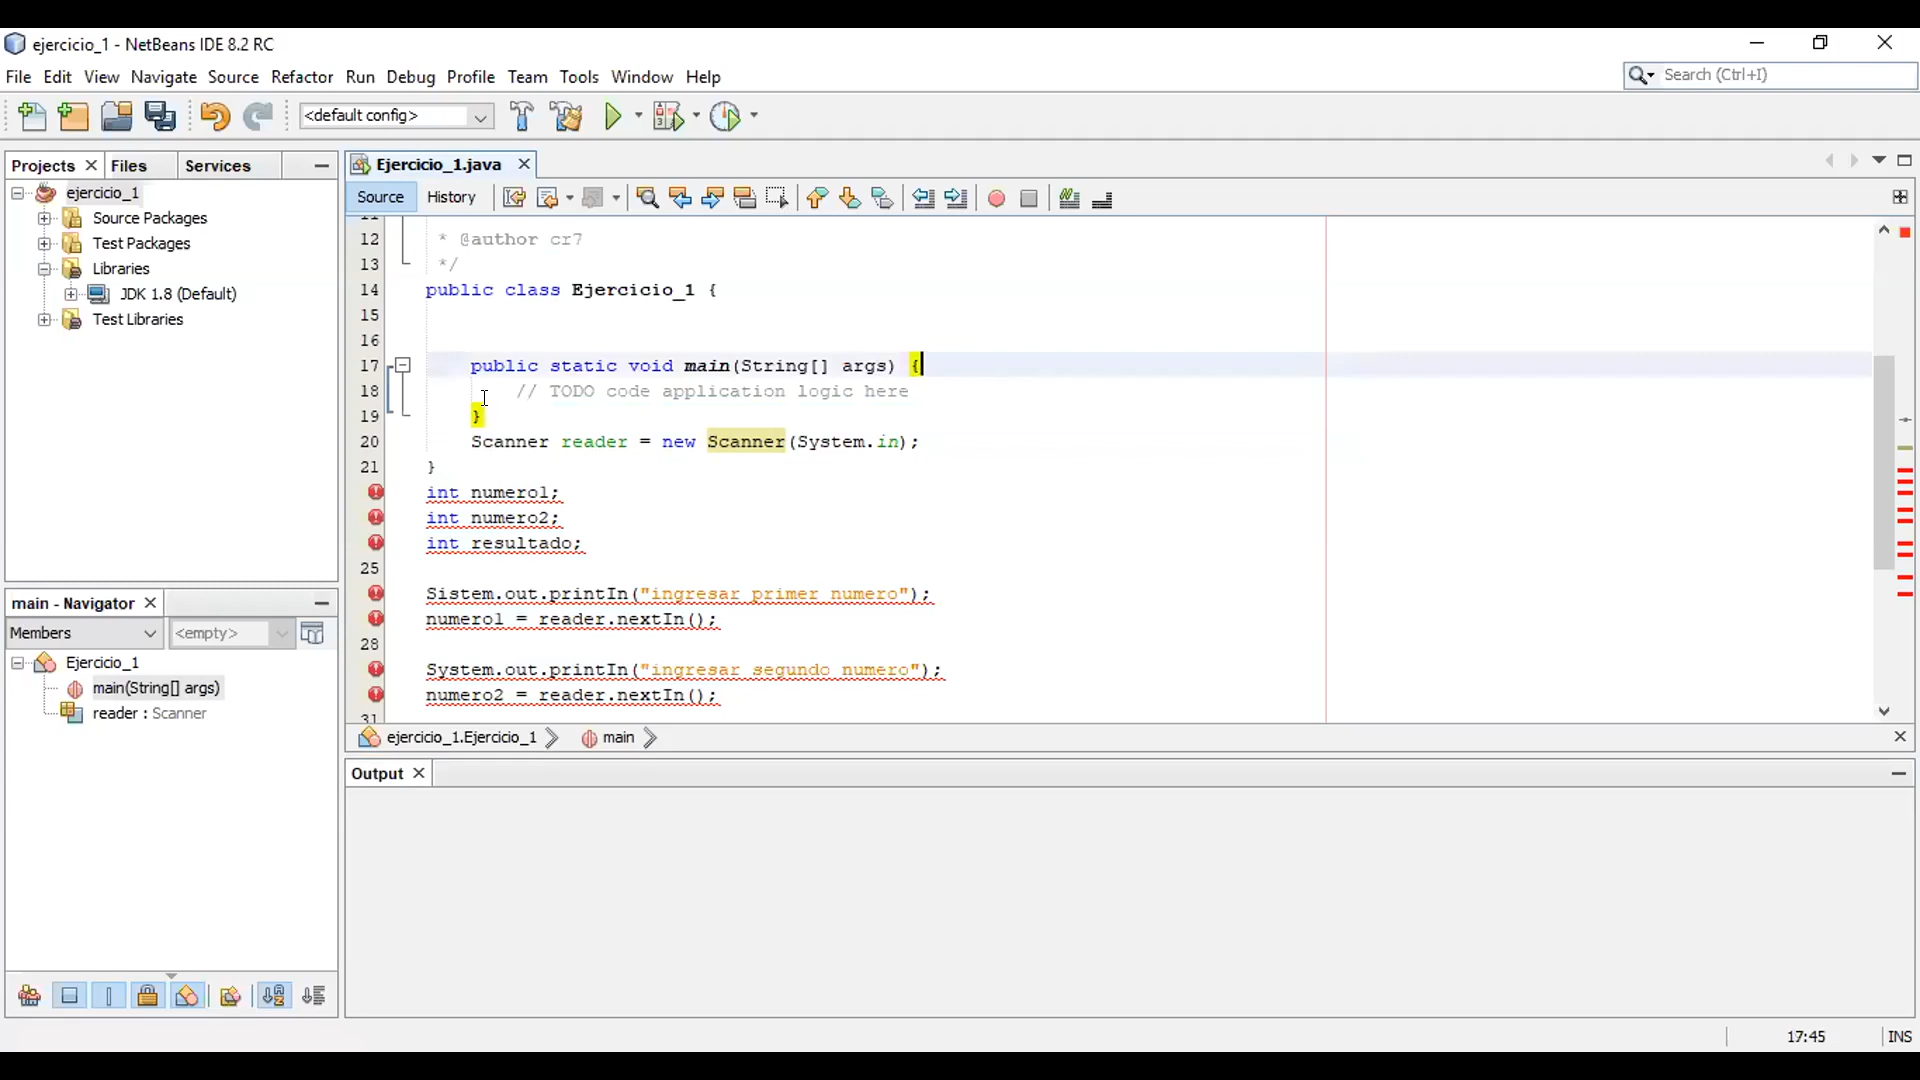 ejercicio_1 - NetBeans IDE 8.2 RC
File Edit View Navigate Source Refactor Run Debug Profile Team Tools Window Help
Search (Ctrl+I)
<default config>
Projects Files Services
ejercicio_1
Source Packages
Test Packages
Libraries
JDK 1.8 (Default)
Test Libraries
main - Navigator
Members <empty>
Ejercicio_1
main(String[] args)
reader : Scanner
Ejercicio_1.java
Source History
12 * @author cr7
13 */
14 public class Ejercicio_1 {
15
16
17 public static void main(String[] args) {
18 // TODO code application logic here
19 }
20 Scanner reader = new Scanner(System.in);
21 }
int numero1;
int numero2;
int resultado;
25
Sistem.out.printIn("ingresar primer numero");
numero1 = reader.nextIn();
28
System.out.printIn("ingresar segundo numero");
numero2 = reader.nextIn();
31
ejercicio_1.Ejercicio_1 main
Output
17:45 INS